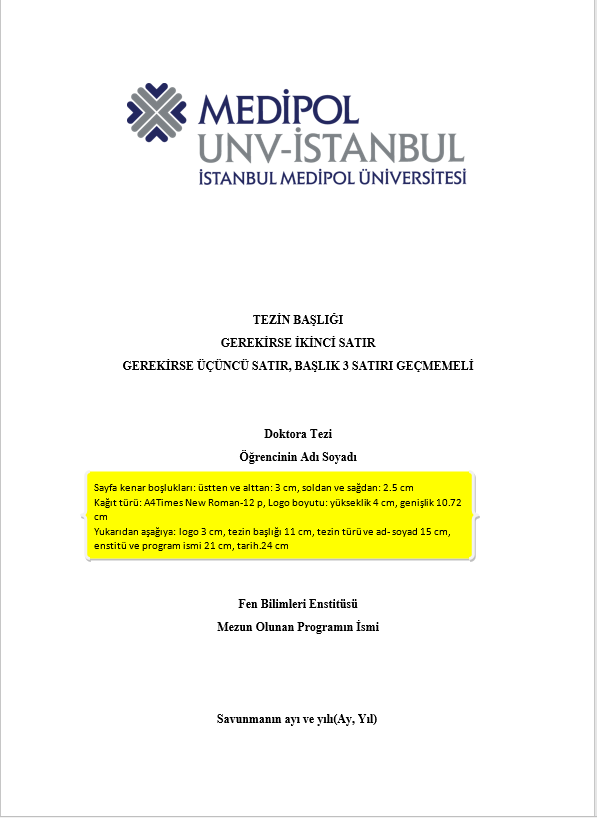 MEDİPOL
UNV-İSTANBUL
İSTANBUL MEDİPOL ÜNİVERSİTESİ
TEZİN BAŞLIĞI
GEREKİRSE İKİNCİ SATIR
GEREKİRSE ÜÇÜNCÜ SATIR, BAŞLIK 3 SATIRI GEÇMEMELİ
Doktora Tezi
Öğrencinin Adı Soyadı
Sayfa kenar boşlukları: üstten ve alttan: 3 cm, soldan ve sağdan: 2.5 cm
Kağıt türü: A4Times New Roman-12 p, Logo boyutu: yükseklik 4 cm, genişlik 10.72
cm
Yukarıdan aşağıya: logo 3 cm, tezin başlığı 11 cm, tezin türü ve ad- soyad 15 cm,
enstitü ve program ismi 21 cm, tarih.24 cm
Fen Bilimleri Enstitüsü
Mezun Olunan Programın İsmi
Savunmanın ayı ve yılı(Ay, Yıl)